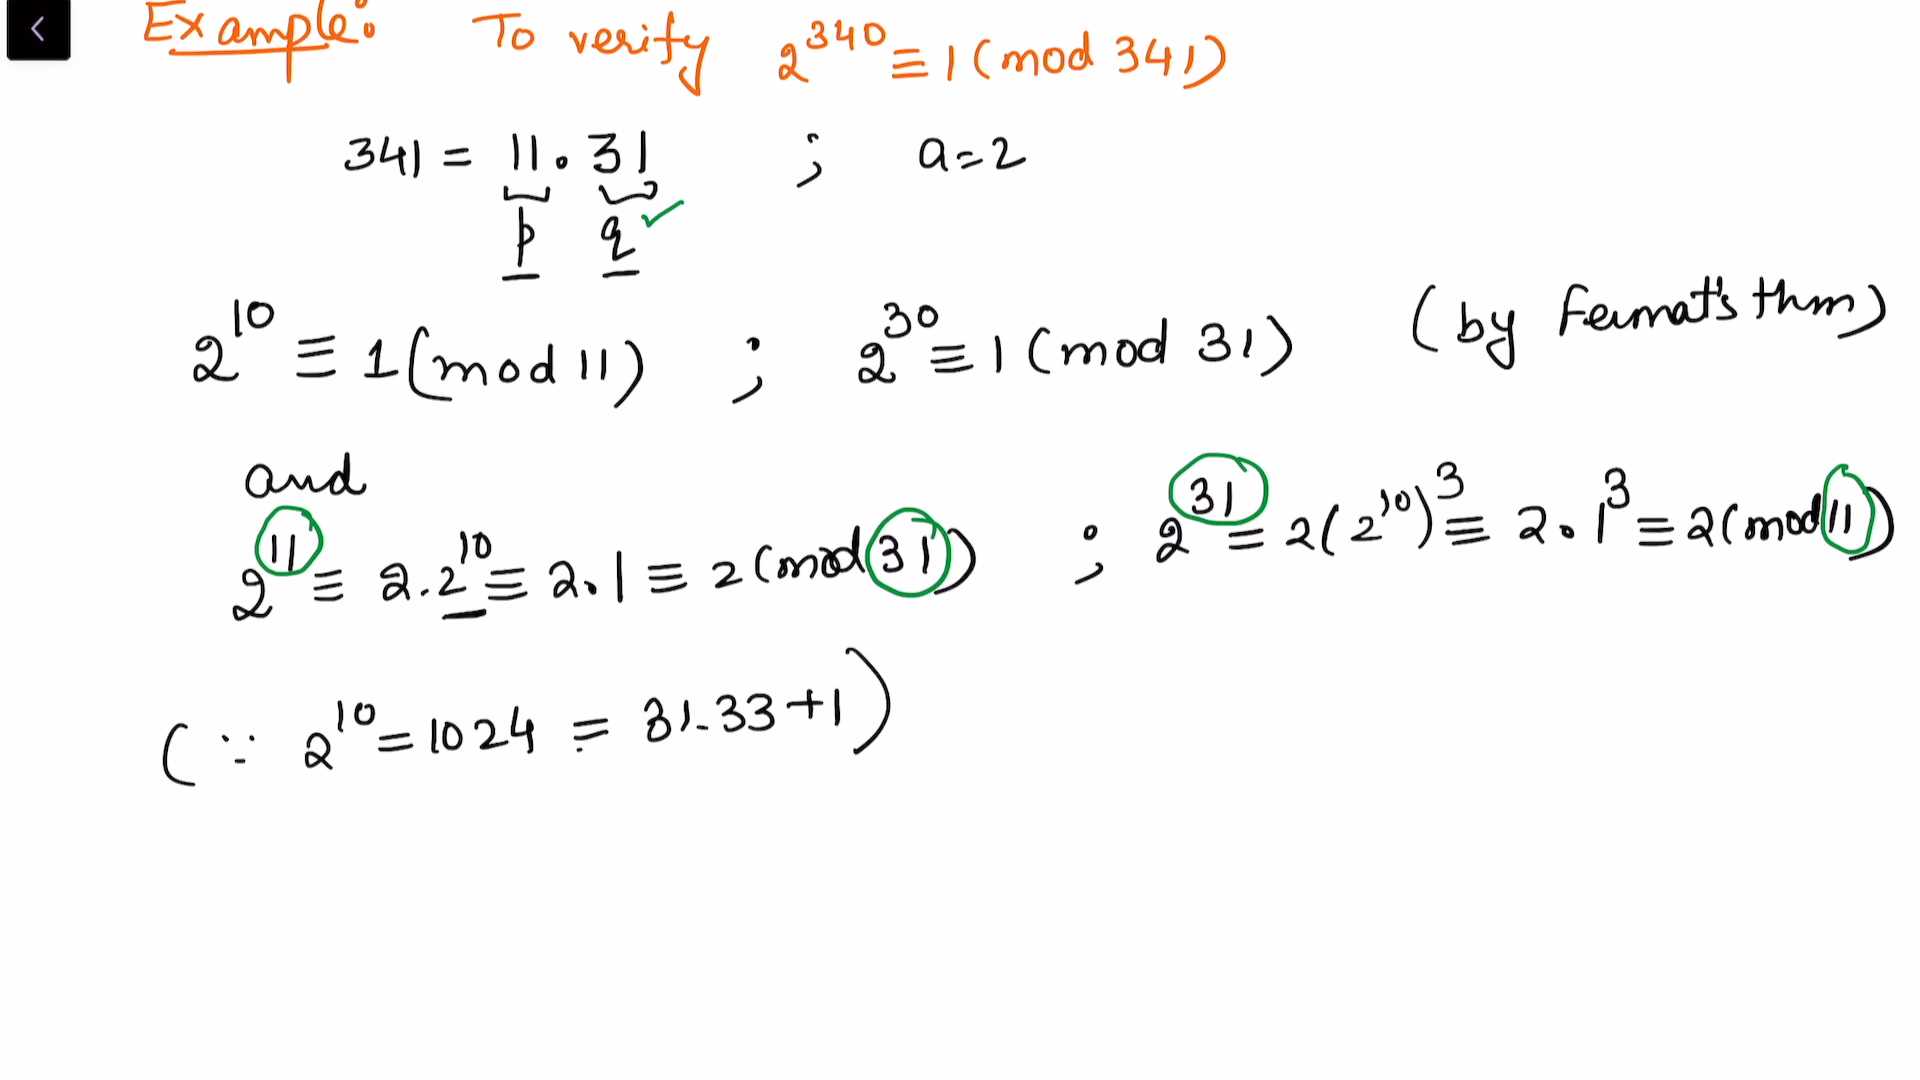 Example: To verify 2^340 ≡ 1 (mod 341)
341 = 11 . 31 ; a = 2
p q ✓
2^10 ≡ 1 (mod 11) ; 2^30 ≡ 1 (mod 31) (by Fermat's thm)
and
2^11 ≡ 2 . 2^10 ≡ 2 . 1 ≡ 2 (mod 31) ; 2^31 ≡ 2 (2^10)^3 ≡ 2 . 1^3 ≡ 2 (mod 11)
(∵ 2^10 = 1024 = 31 . 33 + 1)